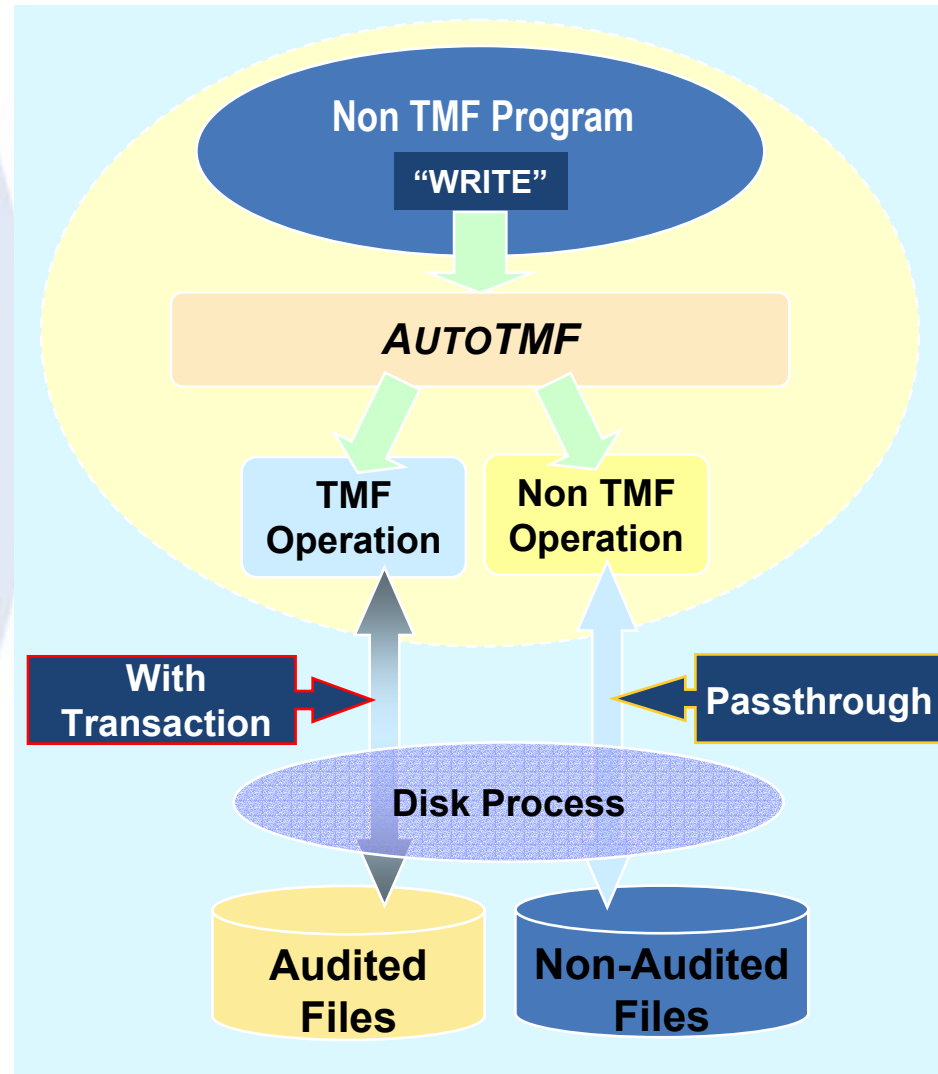 Non TMF Program
“WRITE”
AUTOTMF
TMF
Operation
Non TMF
Operation
With
Transaction
Passthrough
Disk Process
Audited
Files
Non-Audited
Files